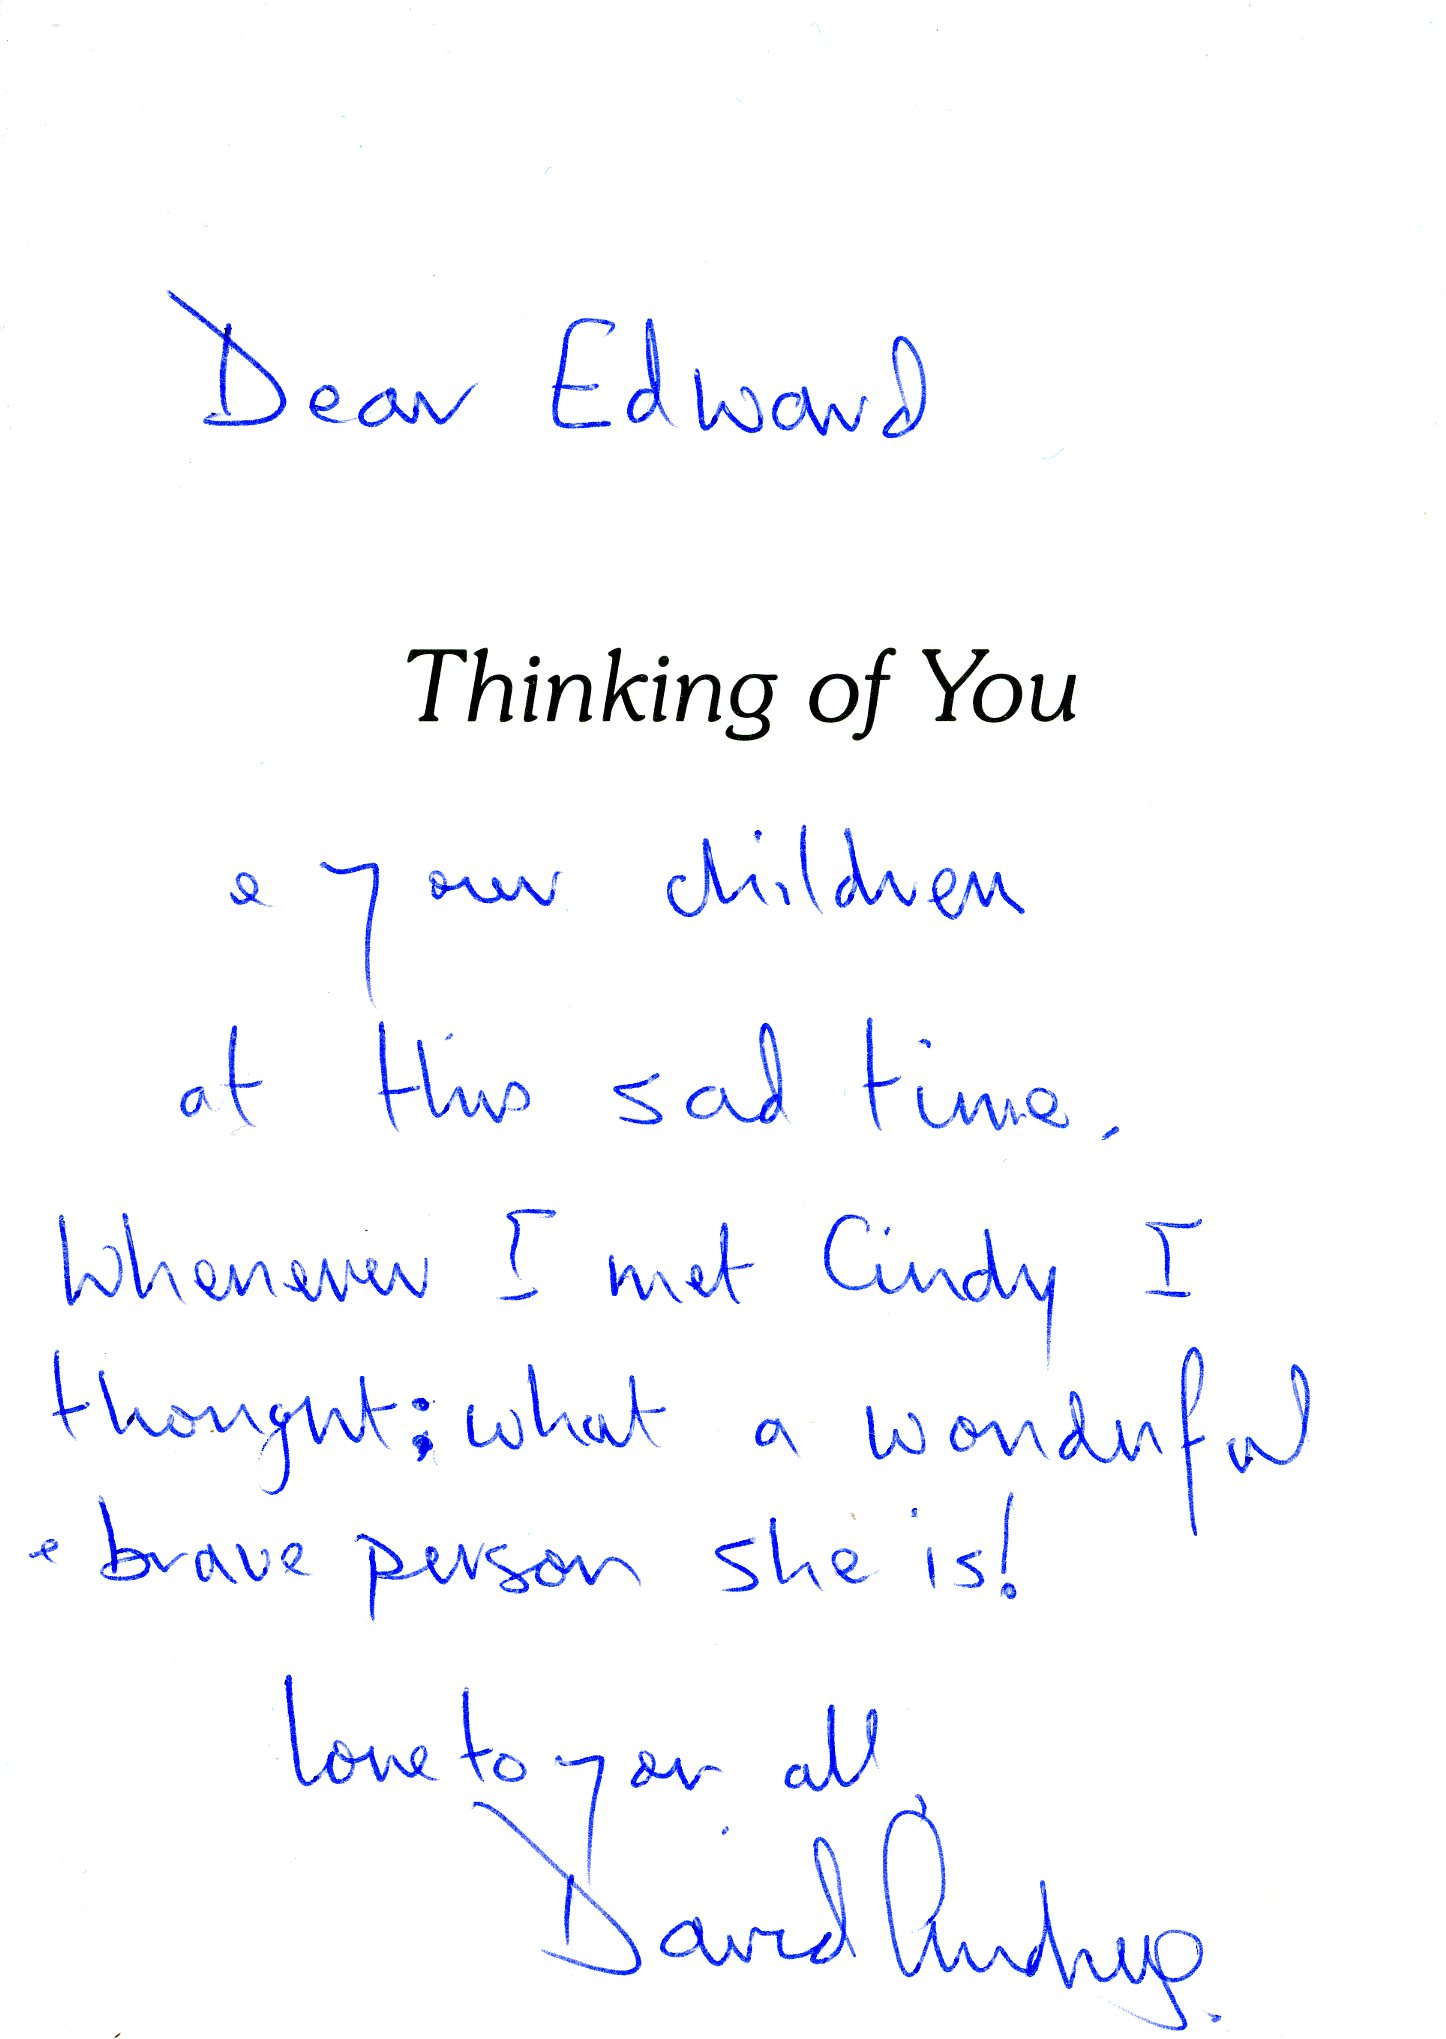 Dear Edward
Thinking of You
e your children
at this sad time.
Whenever I met Cindy I
thought: what a wonderful
e brave person she is!
Love to you all,
David